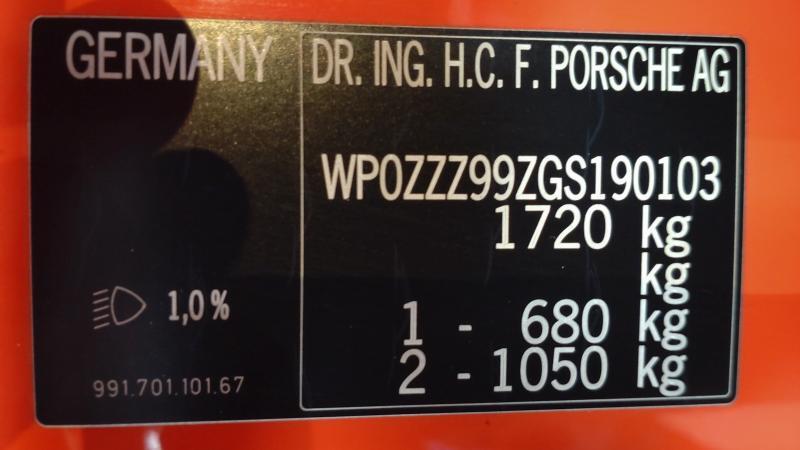 GERMANY
DR. ING. H.C. F. PORSCHE AG
WP0ZZZ99ZGS190103
1720 kg
kg
1 - 680 kg
2 - 1050 kg
1,0%
991.701.101.67